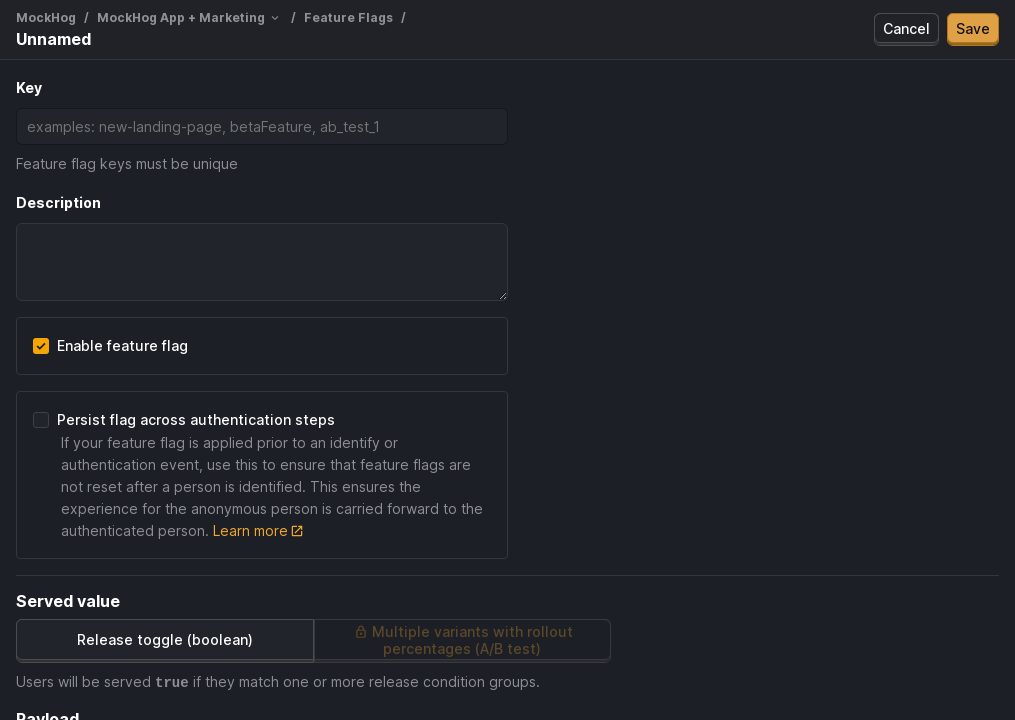 MockHog / MockHog App + Marketing / Feature Flags /
Unnamed
Cancel
Save
Key
examples: new-landing-page, betaFeature, ab_test_1
Feature flag keys must be unique
Description
Enable feature flag
Persist flag across authentication steps
If your feature flag is applied prior to an identify or
authentication event, use this to ensure that feature flags are
not reset after a person is identified. This ensures the
experience for the anonymous person is carried forward to the
authenticated person. Learn more
Served value
Release toggle (boolean)
Multiple variants with rollout
percentages (A/B test)
Users will be served true if they match one or more release condition groups.
Payload